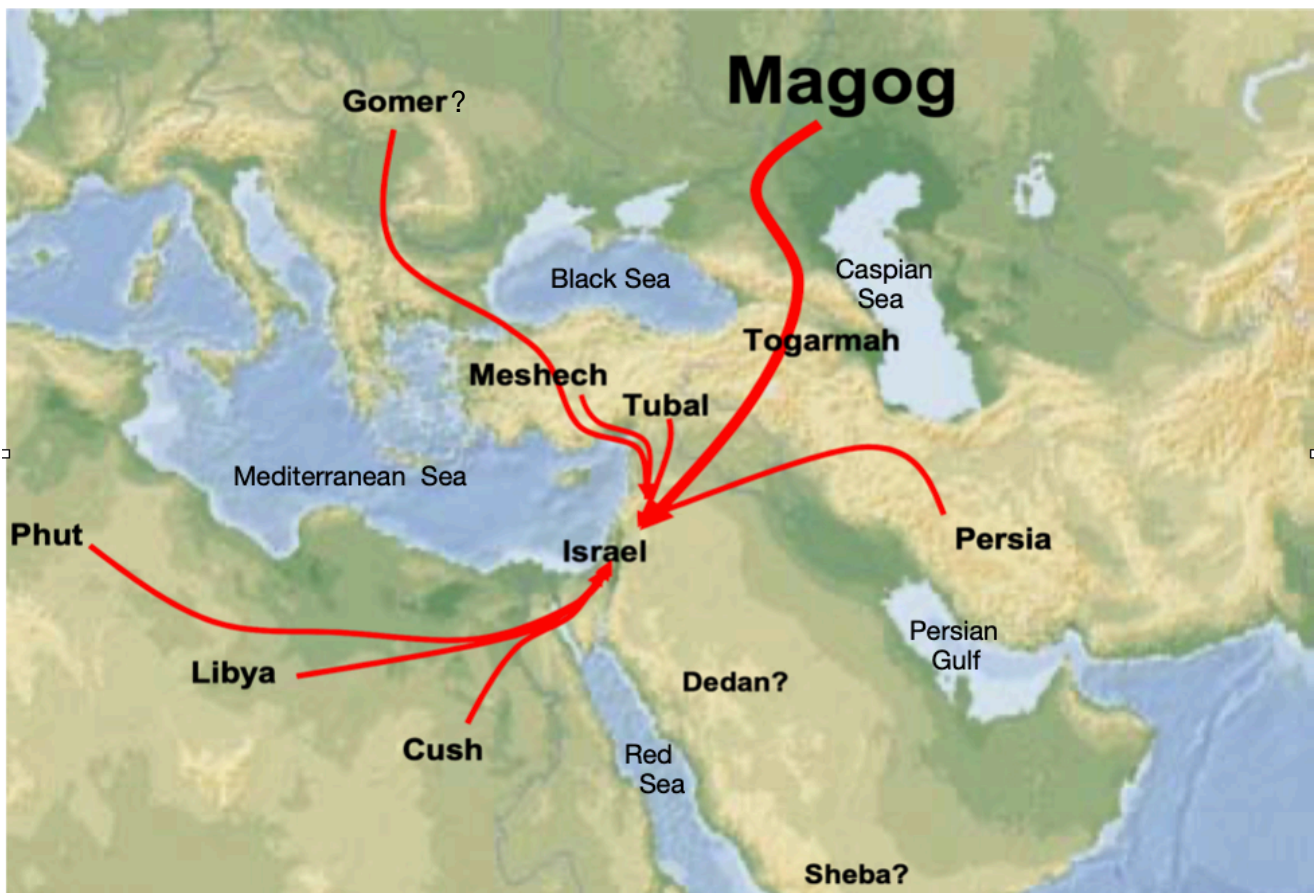 Magog
Gomer?
Black Sea
Caspian
Sea
Togarmah
Meshech
Tubal
Mediterranean Sea
Phut
Israel
Persia
Persian
Gulf
Libya
Dedan?
Cush
Red
Sea
Sheba?